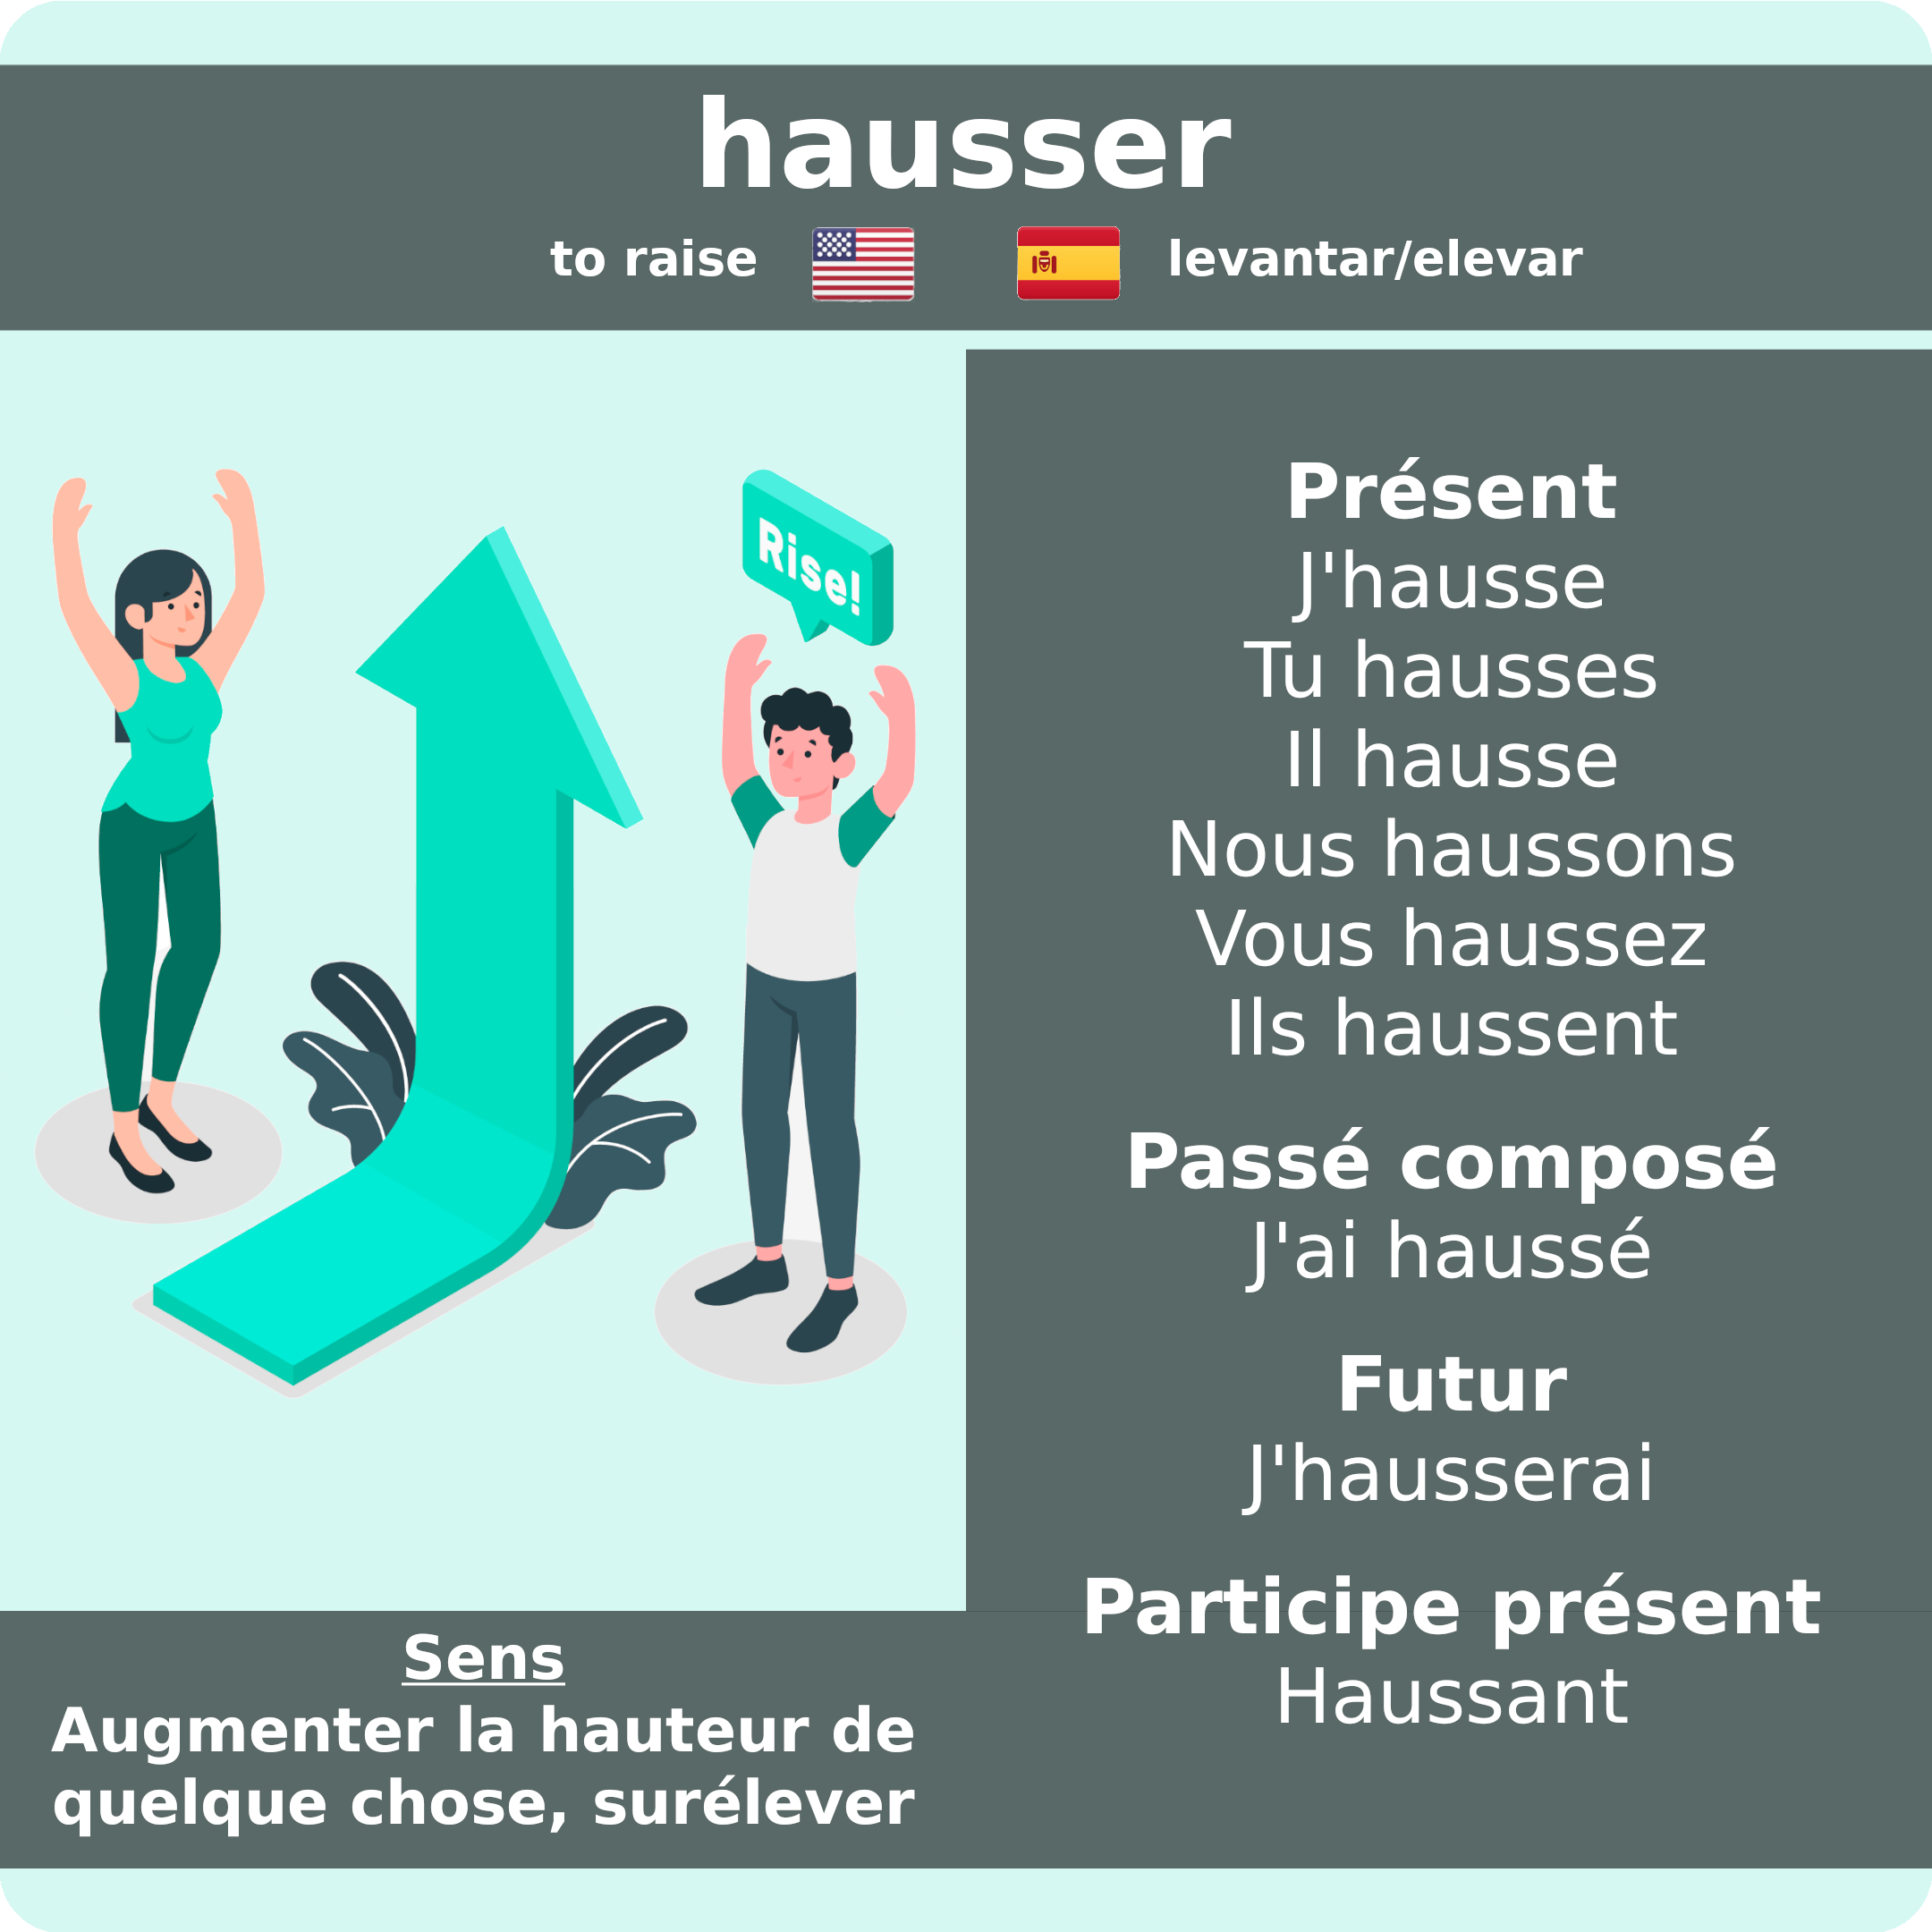 hausser
to raise levantar/elevar
Rise!
Présent
J'hausse
Tu hausses
Il hausse
Nous haussons
Vous haussez
Ils haussent
Passé composé
J'ai haussé
Futur
J'hausserai
Participe présent
Haussant
Sens
Augmenter la hauteur de
quelque chose, surélever